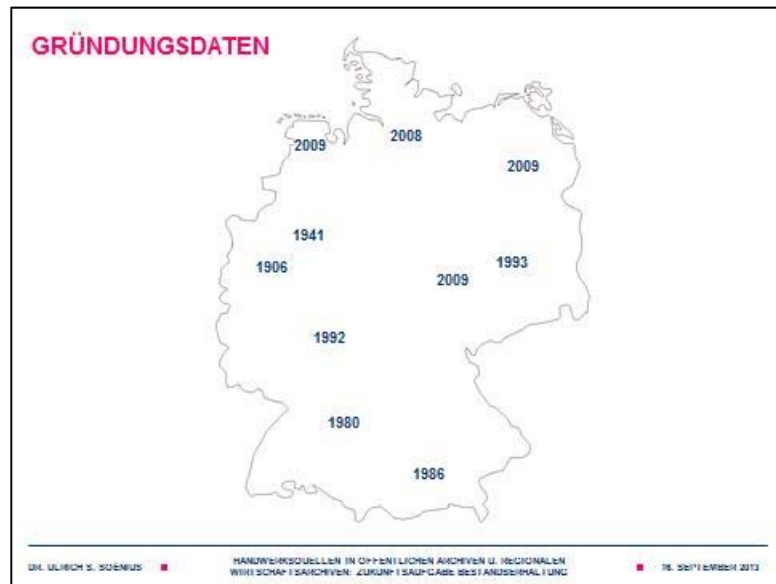 GRÜNDUNGSDATEN
2008
2009
2009
1941
1906
1993
2009
1992
1980
1986
DR. ULRICH S. SOÉNIUS
HANDWERKSQUELLEN IN ÖFFENTLICHEN ARCHIVEN U. REGIONALEN
WIRTSCHAFTSARCHIVEN: ZUKUNFTSAUFGABE BESTANDSERHALTUNG
16. SEPTEMBER 2013